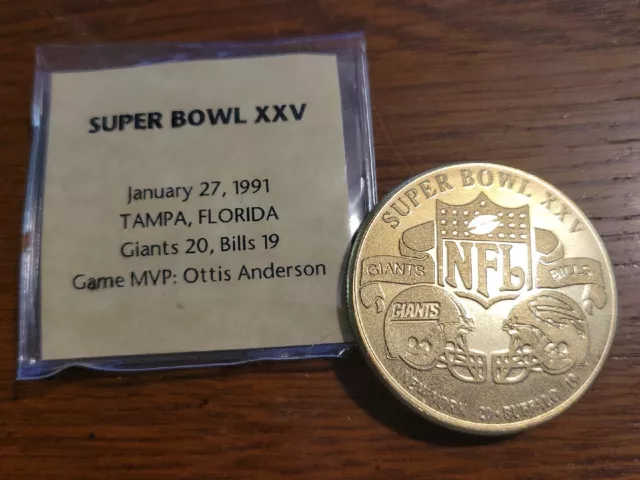 SUPER BOWL XXV
January 27, 1991
TAMPA, FLORIDA
Giants 20, Bills 19
Game MVP: Ottis Anderson
SUPER BOWL XXV
NFL
GIANTS
BILLS
GIANTS
NEW YORK 20 • BUFFALO 19